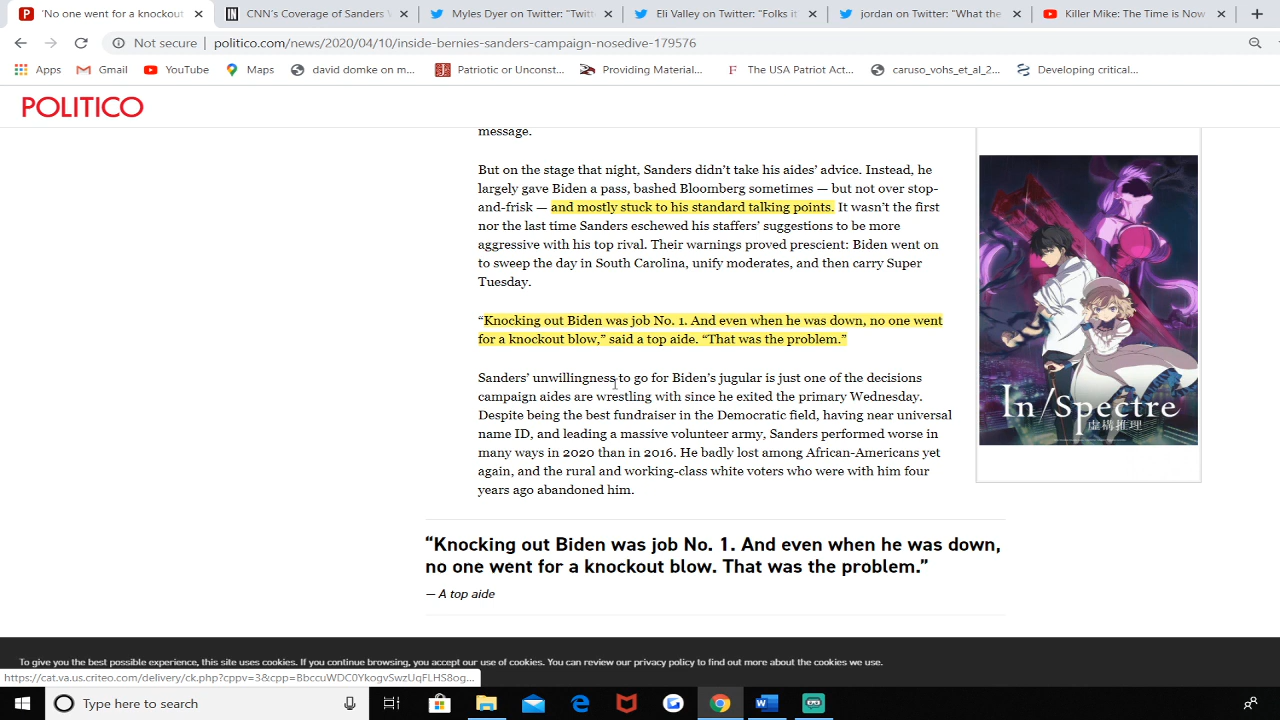 'No one went for a knockout
CNN's Coverage of Sanders
Myles Dyer on Twitter: "Twitt
Eli Valley on Twitter: "Folks it
jordan on Twitter: "What the
Killer Mike: The Time is Now
Not secure | politico.com/news/2020/04/10/inside-bernies-sanders-campaign-nosedive-179576
Apps
Gmail
YouTube
Maps
david domke on m...
Patriotic or Unconst...
Providing Material...
The USA Patriot Act...
caruso_vohs_et_al_2...
Developing critical...
POLITICO
message.
But on the stage that night, Sanders didn't take his aides' advice. Instead, he
largely gave Biden a pass, bashed Bloomberg sometimes — but not over stop-
and-frisk — and mostly stuck to his standard talking points. It wasn't the first
nor the last time Sanders eschewed his staffers' suggestions to be more
aggressive with his top rival. Their warnings proved prescient: Biden went on
to sweep the day in South Carolina, unify moderates, and then carry Super
Tuesday.
“Knocking out Biden was job No. 1. And even when he was down, no one went
for a knockout blow,” said a top aide. “That was the problem.”
Sanders' unwillingness to go for Biden's jugular is just one of the decisions
campaign aides are wrestling with since he exited the primary Wednesday.
Despite being the best fundraiser in the Democratic field, having near universal
name ID, and leading a massive volunteer army, Sanders performed worse in
many ways in 2020 than in 2016. He badly lost among African-Americans yet
again, and the rural and working-class white voters who were with him four
years ago abandoned him.
In/Spectre
虚構推理
“Knocking out Biden was job No. 1. And even when he was down,
no one went for a knockout blow. That was the problem.”
— A top aide
To give you the best possible experience, this site uses cookies. If you continue browsing, you accept our use of cookies. You can review our privacy policy to find out more about the cookies we use.
https://cat.va.us.criteo.com/delivery/ck.php?cppv=3&cpp=BbccuWDC0YkogvSwzUqFLHS8og...
Type here to search